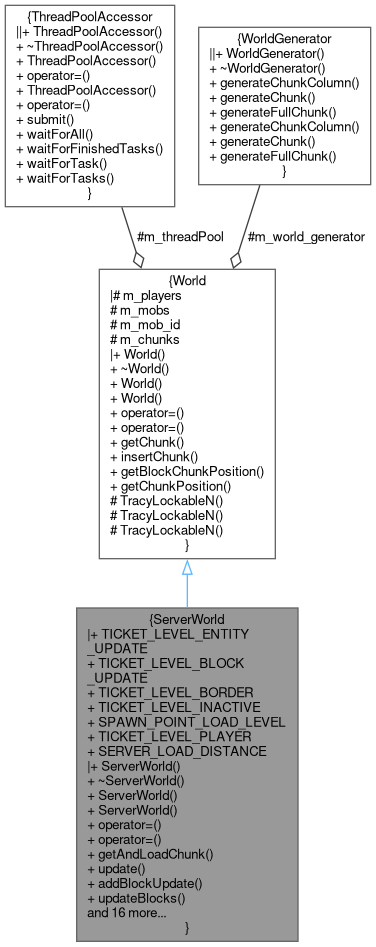 {ThreadPoolAccessor
||+ ThreadPoolAccessor()
+ ~ThreadPoolAccessor()
+ ThreadPoolAccessor()
+ operator=()
+ ThreadPoolAccessor()
+ operator=()
+ submit()
+ waitForAll()
+ waitForFinishedTasks()
+ waitForTask()
+ waitForTasks()
}
{WorldGenerator
||+ WorldGenerator()
+ ~WorldGenerator()
+ generateChunkColumn()
+ generateChunk()
+ generateFullChunk()
+ generateChunkColumn()
+ generateChunk()
+ generateFullChunk()
}
#m_threadPool
#m_world_generator
{World
|# m_players
# m_mobs
# m_mob_id
# m_chunks
|+ World()
+ ~World()
+ World()
+ World()
+ operator=()
+ operator=()
+ getChunk()
+ insertChunk()
+ getBlockChunkPosition()
+ getChunkPosition()
# TracyLockableN()
# TracyLockableN()
# TracyLockableN()
}
{ServerWorld
|+ TICKET_LEVEL_ENTITY
_UPDATE
+ TICKET_LEVEL_BLOCK
_UPDATE
+ TICKET_LEVEL_BORDER
+ TICKET_LEVEL_INACTIVE
+ SPAWN_POINT_LOAD_LEVEL
+ TICKET_LEVEL_PLAYER
+ SERVER_LOAD_DISTANCE
|+ ServerWorld()
+ ~ServerWorld()
+ ServerWorld()
+ ServerWorld()
+ operator=()
+ operator=()
+ getAndLoadChunk()
+ update()
+ addBlockUpdate()
+ updateBlocks()
and 16 more...
}